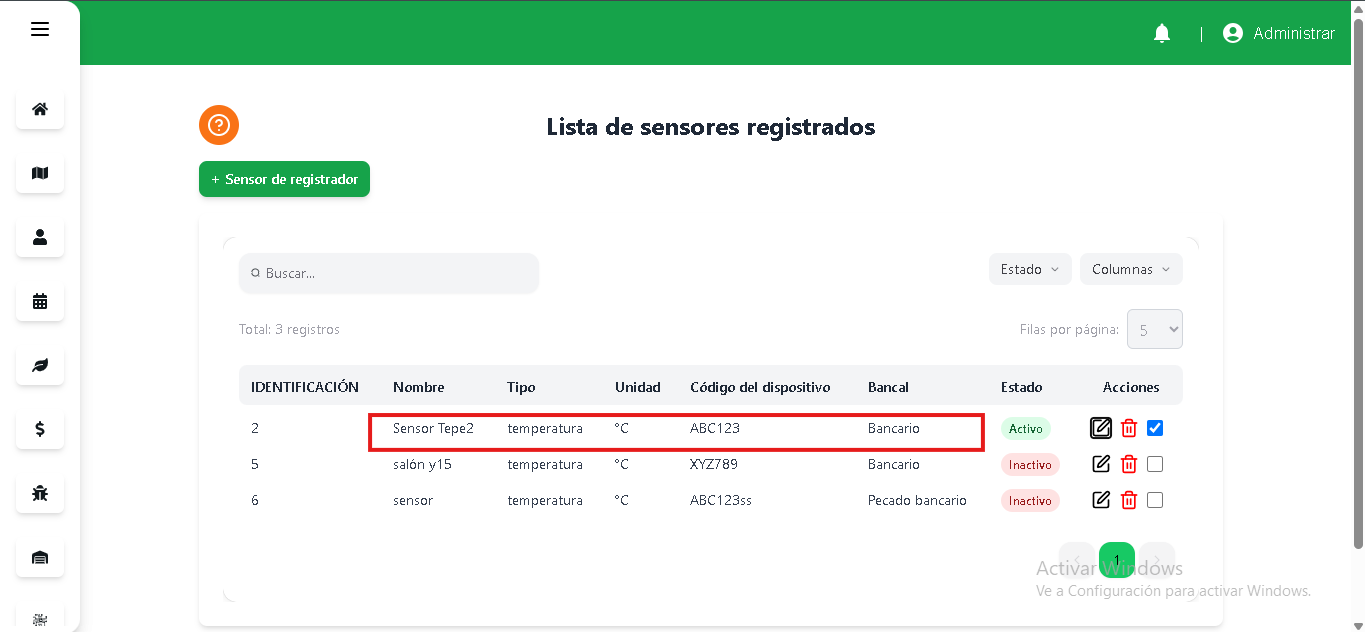 | Administrar
Lista de sensores registrados
+ Sensor de registrador
Buscar...
Estado
Columnas
Total: 3 registros
Filas por página: 5
IDENTIFICACIÓN Nombre Tipo Unidad Código del dispositivo Bancal Estado Acciones
2 Sensor Tepe2 temperatura °C ABC123 Bancario Activo
5 salón y15 temperatura °C XYZ789 Bancario Inactivo
6 sensor temperatura °C ABC123ss Pecado bancario Inactivo
1
Activar Windows
Ve a Configuración para activar Windows.